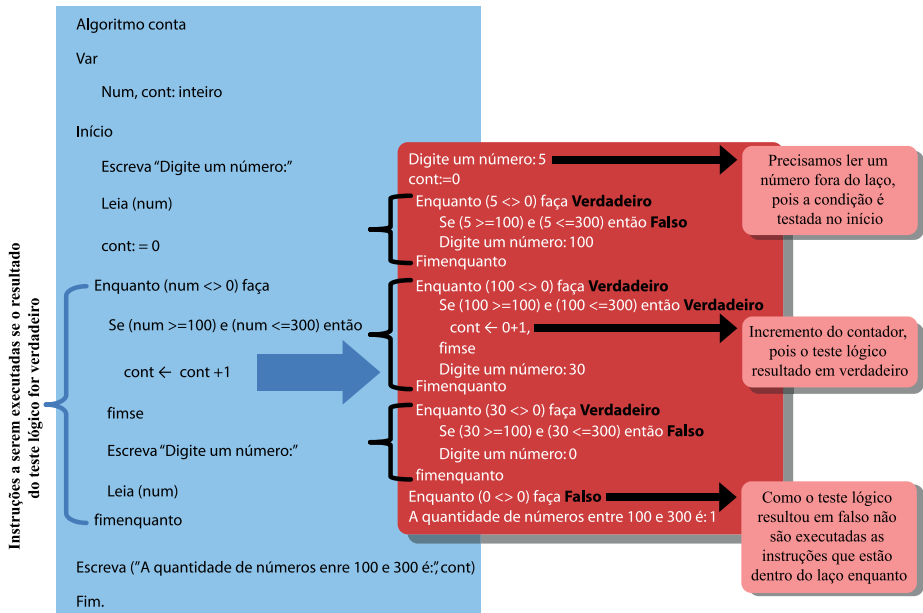 Instruções a serem executadas se o resultado
do teste lógico for verdadeiro
Algoritmo conta
Var
Num, cont: inteiro
Início
Escreva “Digite um número:”
Leia (num)
cont: = 0
Enquanto (num <> 0) faça
Se (num >=100) e (num <=300) então
cont ← cont +1
fimse
Escreva “Digite um número:”
Leia (num)
fimenquanto
Escreva (“A quantidade de números enre 100 e 300 é:”, cont)
Fim.
Digite um número: 5
cont:=0
Enquanto (5 <> 0) faça Verdadeiro
Se (5 >=100) e (5 <=300) então Falso
Digite um número: 100
Fimenquanto
Enquanto (100 <> 0) faça Verdadeiro
Se (100 >=100) e (100 <=300) então Verdadeiro
cont ← 0+1,
fimse
Digite um número: 30
Fimenquanto
Enquanto (30 <> 0) faça Verdadeiro
Se (30 >=100) e (30 <=300) então Falso
Digite um número: 0
fimenquanto
Enquanto (0 <> 0) faça Falso
A quantidade de números entre 100 e 300 é: 1
Precisamos ler um
número fora do laço,
pois a condição é
testada no início
Incremento do contador,
pois o teste lógico
resultado em verdadeiro
Como o teste lógico
resultou em falso não
são executadas as
instruções que estão
dentro do laço enquanto